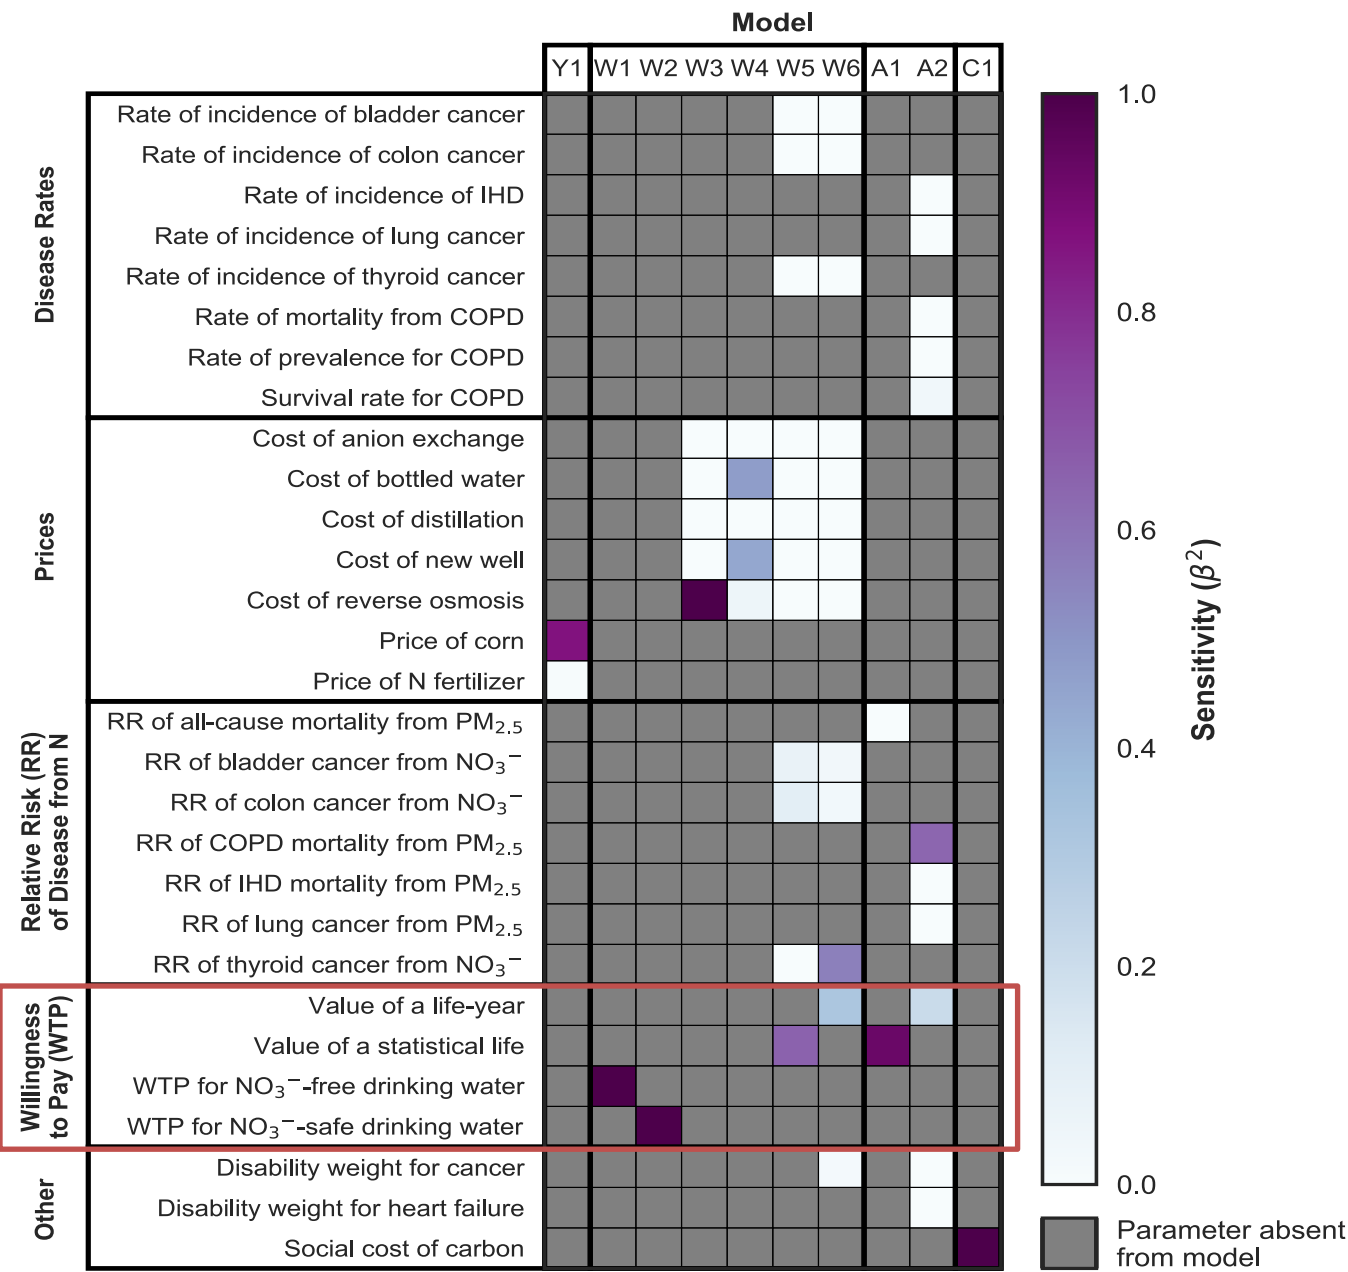 Model
Y1 W1 W2 W3 W4 W5 W6 A1 A2 C1
Disease Rates
Rate of incidence of bladder cancer
Rate of incidence of colon cancer
Rate of incidence of IHD
Rate of incidence of lung cancer
Rate of incidence of thyroid cancer
Rate of mortality from COPD
Rate of prevalence for COPD
Survival rate for COPD
Prices
Cost of anion exchange
Cost of bottled water
Cost of distillation
Cost of new well
Cost of reverse osmosis
Price of corn
Price of N fertilizer
Relative Risk (RR)
of Disease from N
RR of all-cause mortality from PM₂.₅
RR of bladder cancer from NO₃⁻
RR of colon cancer from NO₃⁻
RR of COPD mortality from PM₂.₅
RR of IHD mortality from PM₂.₅
RR of lung cancer from PM₂.₅
RR of thyroid cancer from NO₃⁻
Willingness
to Pay (WTP)
Value of a life-year
Value of a statistical life
WTP for NO₃⁻-free drinking water
WTP for NO₃⁻-safe drinking water
Other
Disability weight for cancer
Disability weight for heart failure
Social cost of carbon
1.0
0.8
0.6
0.4
0.2
0.0
Sensitivity (β²)
Parameter absent
from model